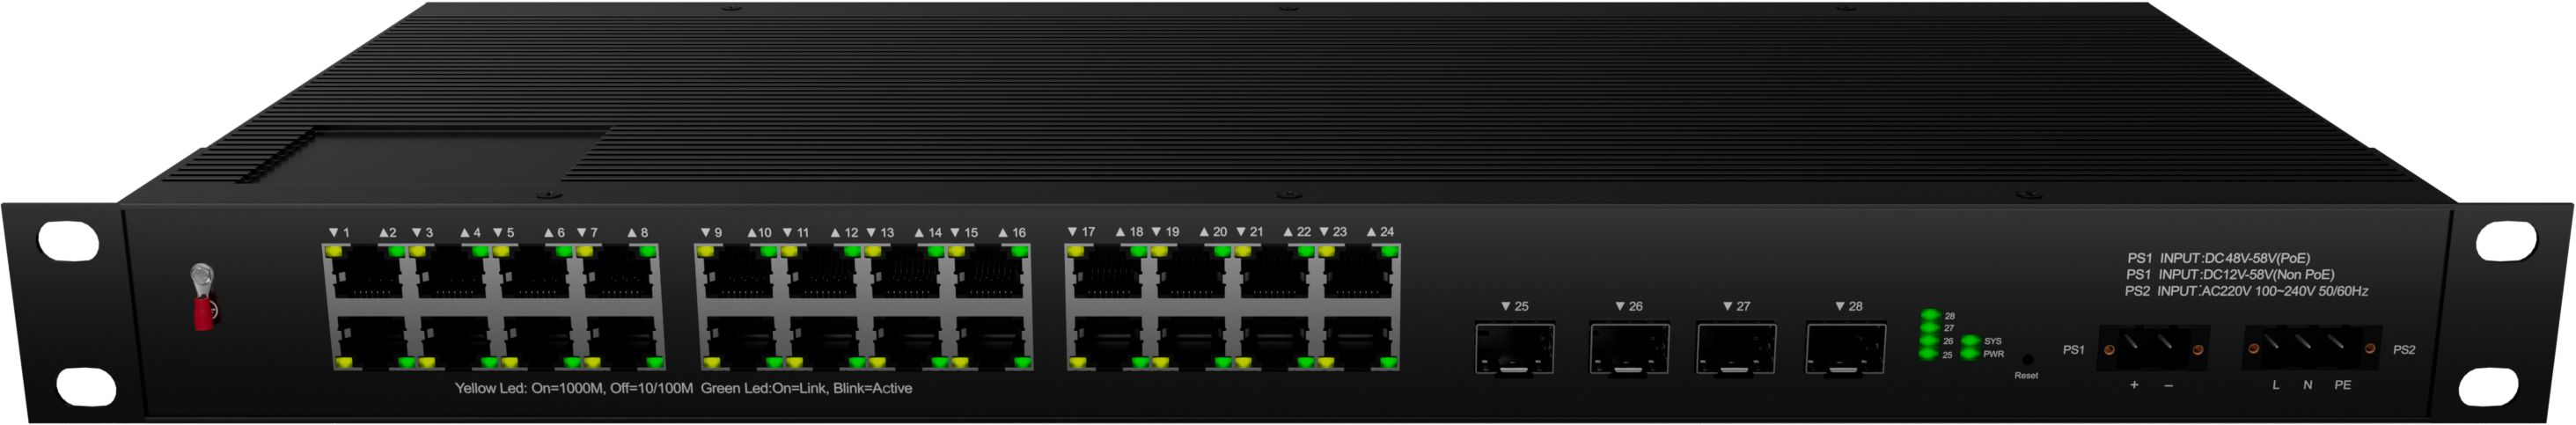 ▼ 1 ▲2 ▼ 3 ▲ 4 ▼ 5 ▲ 6 ▼ 7 ▲ 8 ▼ 9 ▲10 ▼ 11 ▲ 12 ▼ 13 ▲ 14 ▼ 15 ▲ 16 ▼ 17 ▲ 18 ▼ 19 ▲ 20 ▼ 21 ▲ 22 ▼ 23 ▲ 24
Yellow Led: On=1000M, Off=10/100M Green Led:On=Link, Blink=Active
▼ 25 ▼ 26 ▼ 27 ▼ 28
28
27
26 SYS
25 PWR
Reset
PS1 INPUT:DC48V-58V(PoE)
PS1 INPUT:DC12V-58V(Non PoE)
PS2 INPUT:AC220V 100~240V 50/60Hz
PS1 PS2
+ − L N PE